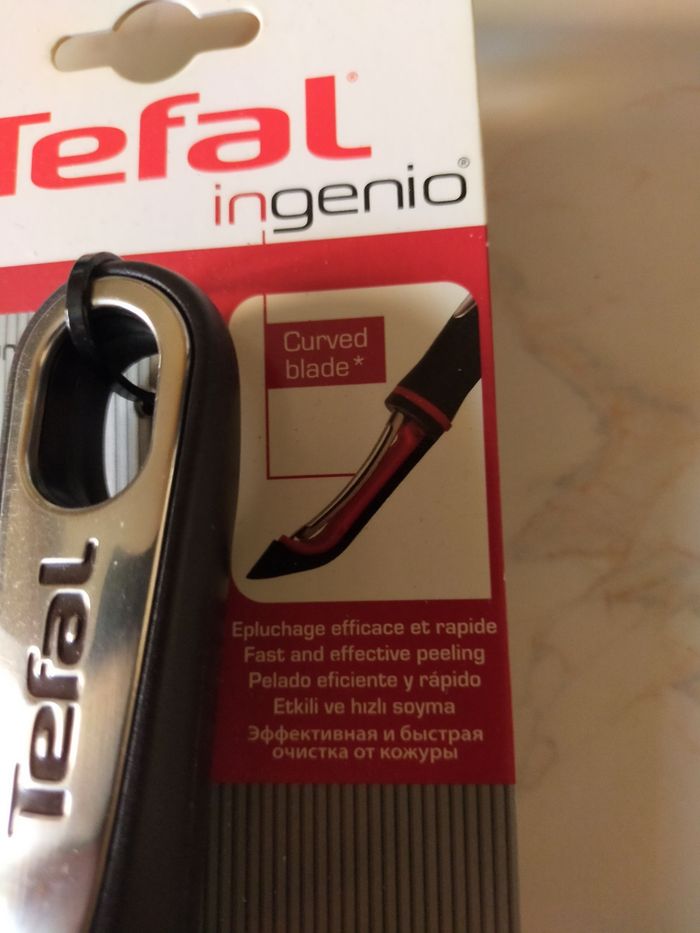 Tefal®
ingenio®
Curved
blade*
Epluchage efficace et rapide
Fast and effective peeling
Pelado eficiente y rápido
Etkili ve hızlı soyma
Эффективная и быстрая
очистка от кожуры
Tefal